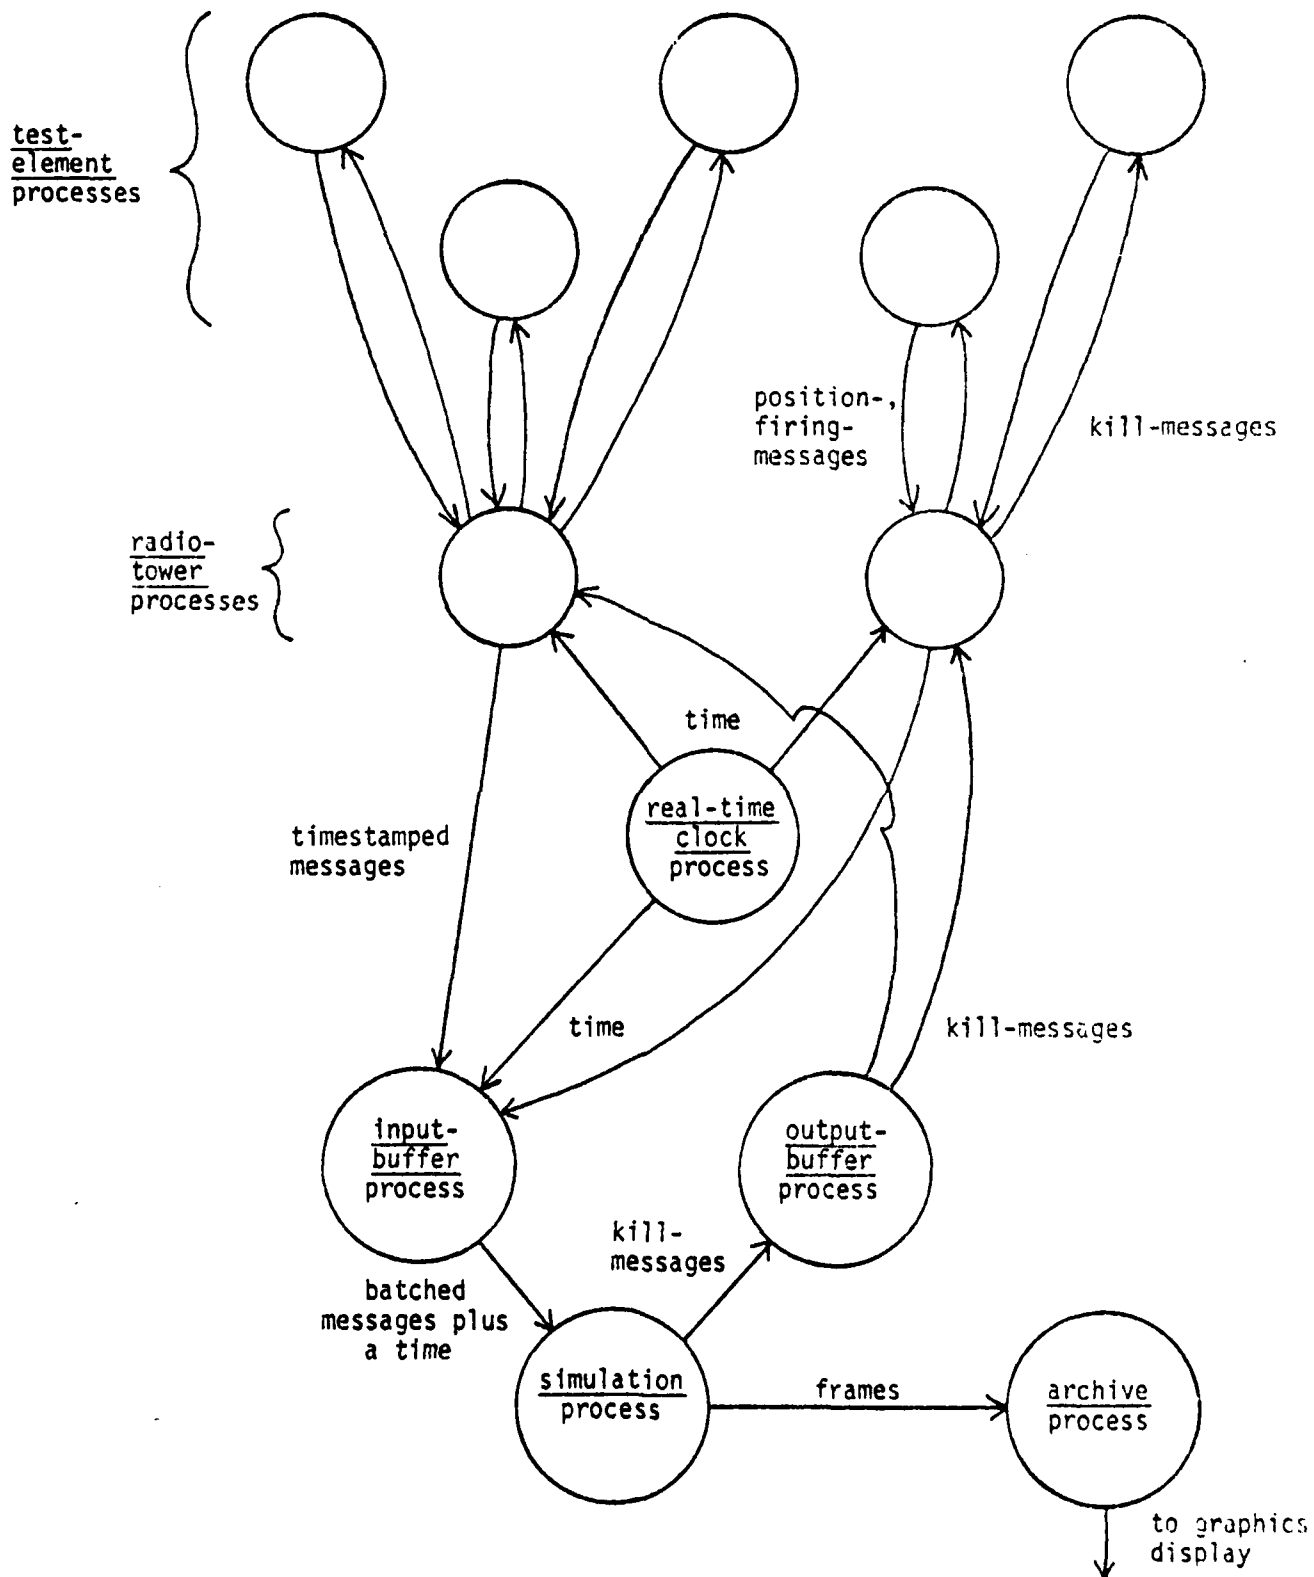 test-
element
processes
position-,
firing-
messages
kill-messages
radio-
tower
processes
time
real-time
clock
process
timestamped
messages
time
kill-messages
input-
buffer
process
output-
buffer
process
kill-
messages
batched
messages plus
a time
simulation
process
frames
archive
process
to graphics
display